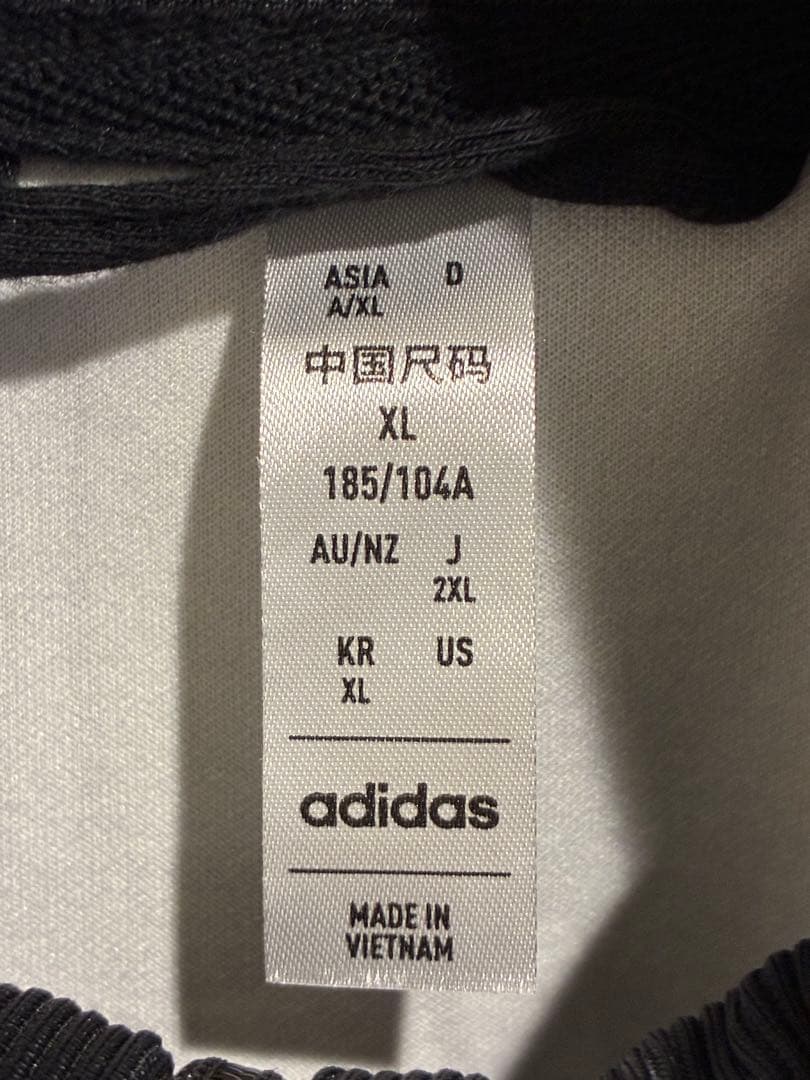 ASIA D
A/XL
中国尺码
XL
185/104A
AU/NZ J
2XL
KR US
XL
adidas
MADE IN
VIETNAM